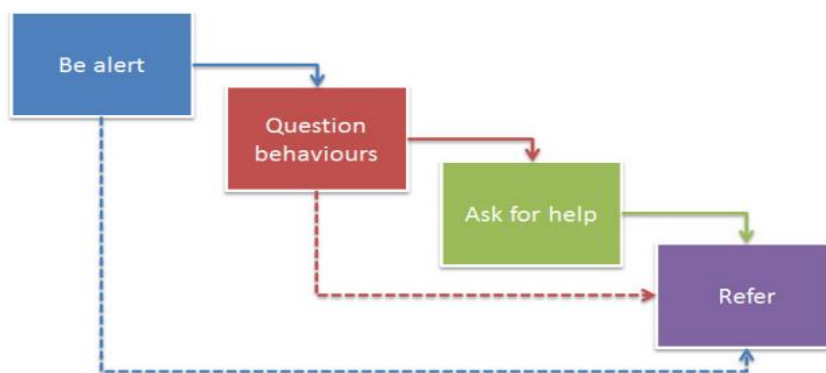 Be alert
Question
behaviours
Ask for help
Refer